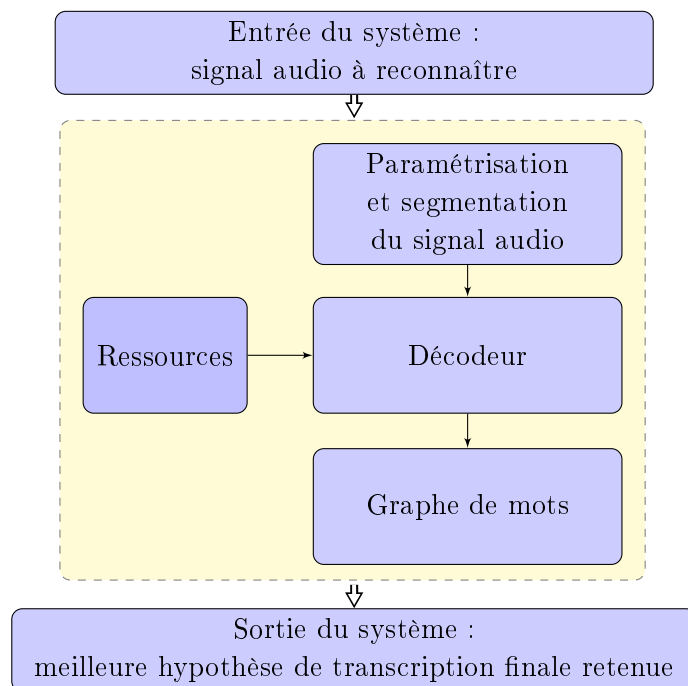 Entrée du système :
signal audio à reconnaître
Paramétrisation
et segmentation
du signal audio
Ressources
Décodeur
Graphe de mots
Sortie du système :
meilleure hypothèse de transcription finale retenue